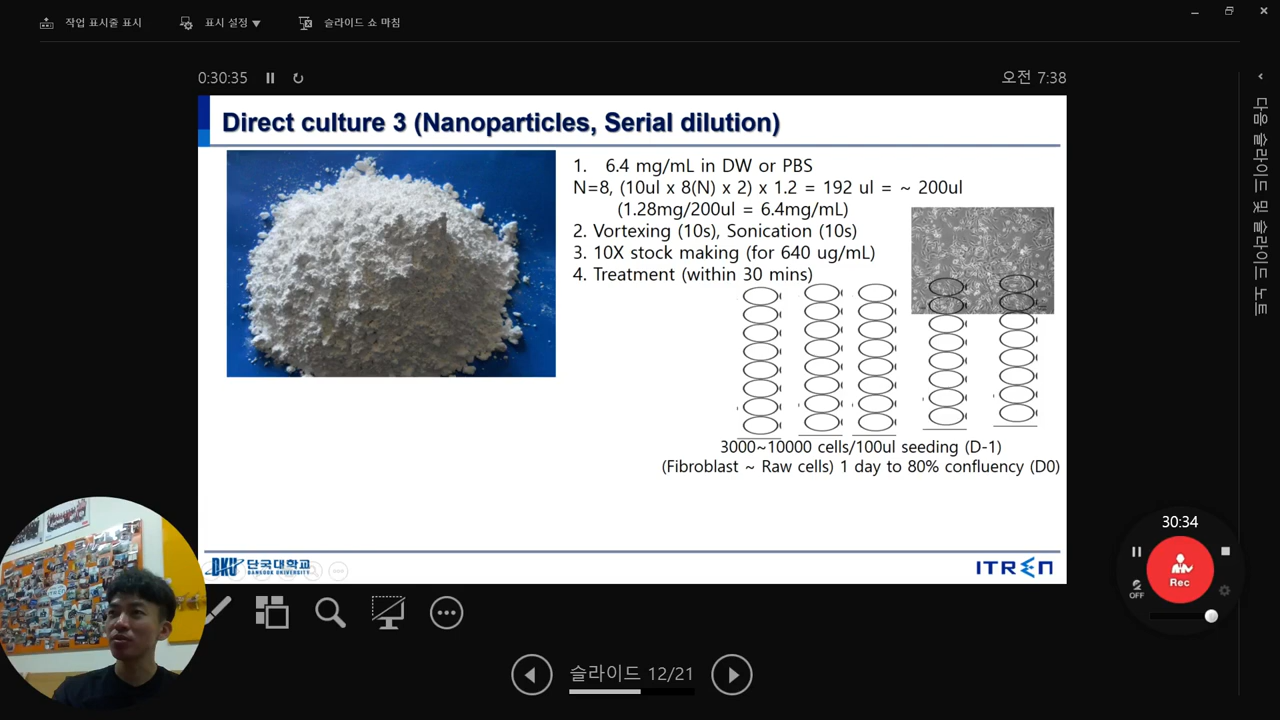 작업 표시줄 표시
표시 설정 ▼
슬라이드 쇼 마침
0:30:35
오전 7:38
Direct culture 3 (Nanoparticles, Serial dilution)
1. 6.4 mg/mL in DW or PBS
N=8, (10ul x 8(N) x 2) x 1.2 = 192 ul = ~ 200ul
(1.28mg/200ul = 6.4mg/mL)
2. Vortexing (10s), Sonication (10s)
3. 10X stock making (for 640 ug/mL)
4. Treatment (within 30 mins)
3000~10000 cells/100ul seeding (D-1)
(Fibroblast ~ Raw cells) 1 day to 80% confluency (D0)
DKU 단국대학교
DANKOOK UNIVERSITY
ITREN
다음 슬라이드 및 슬라이드 노트
30:34
Rec
OFF
슬라이드 12/21